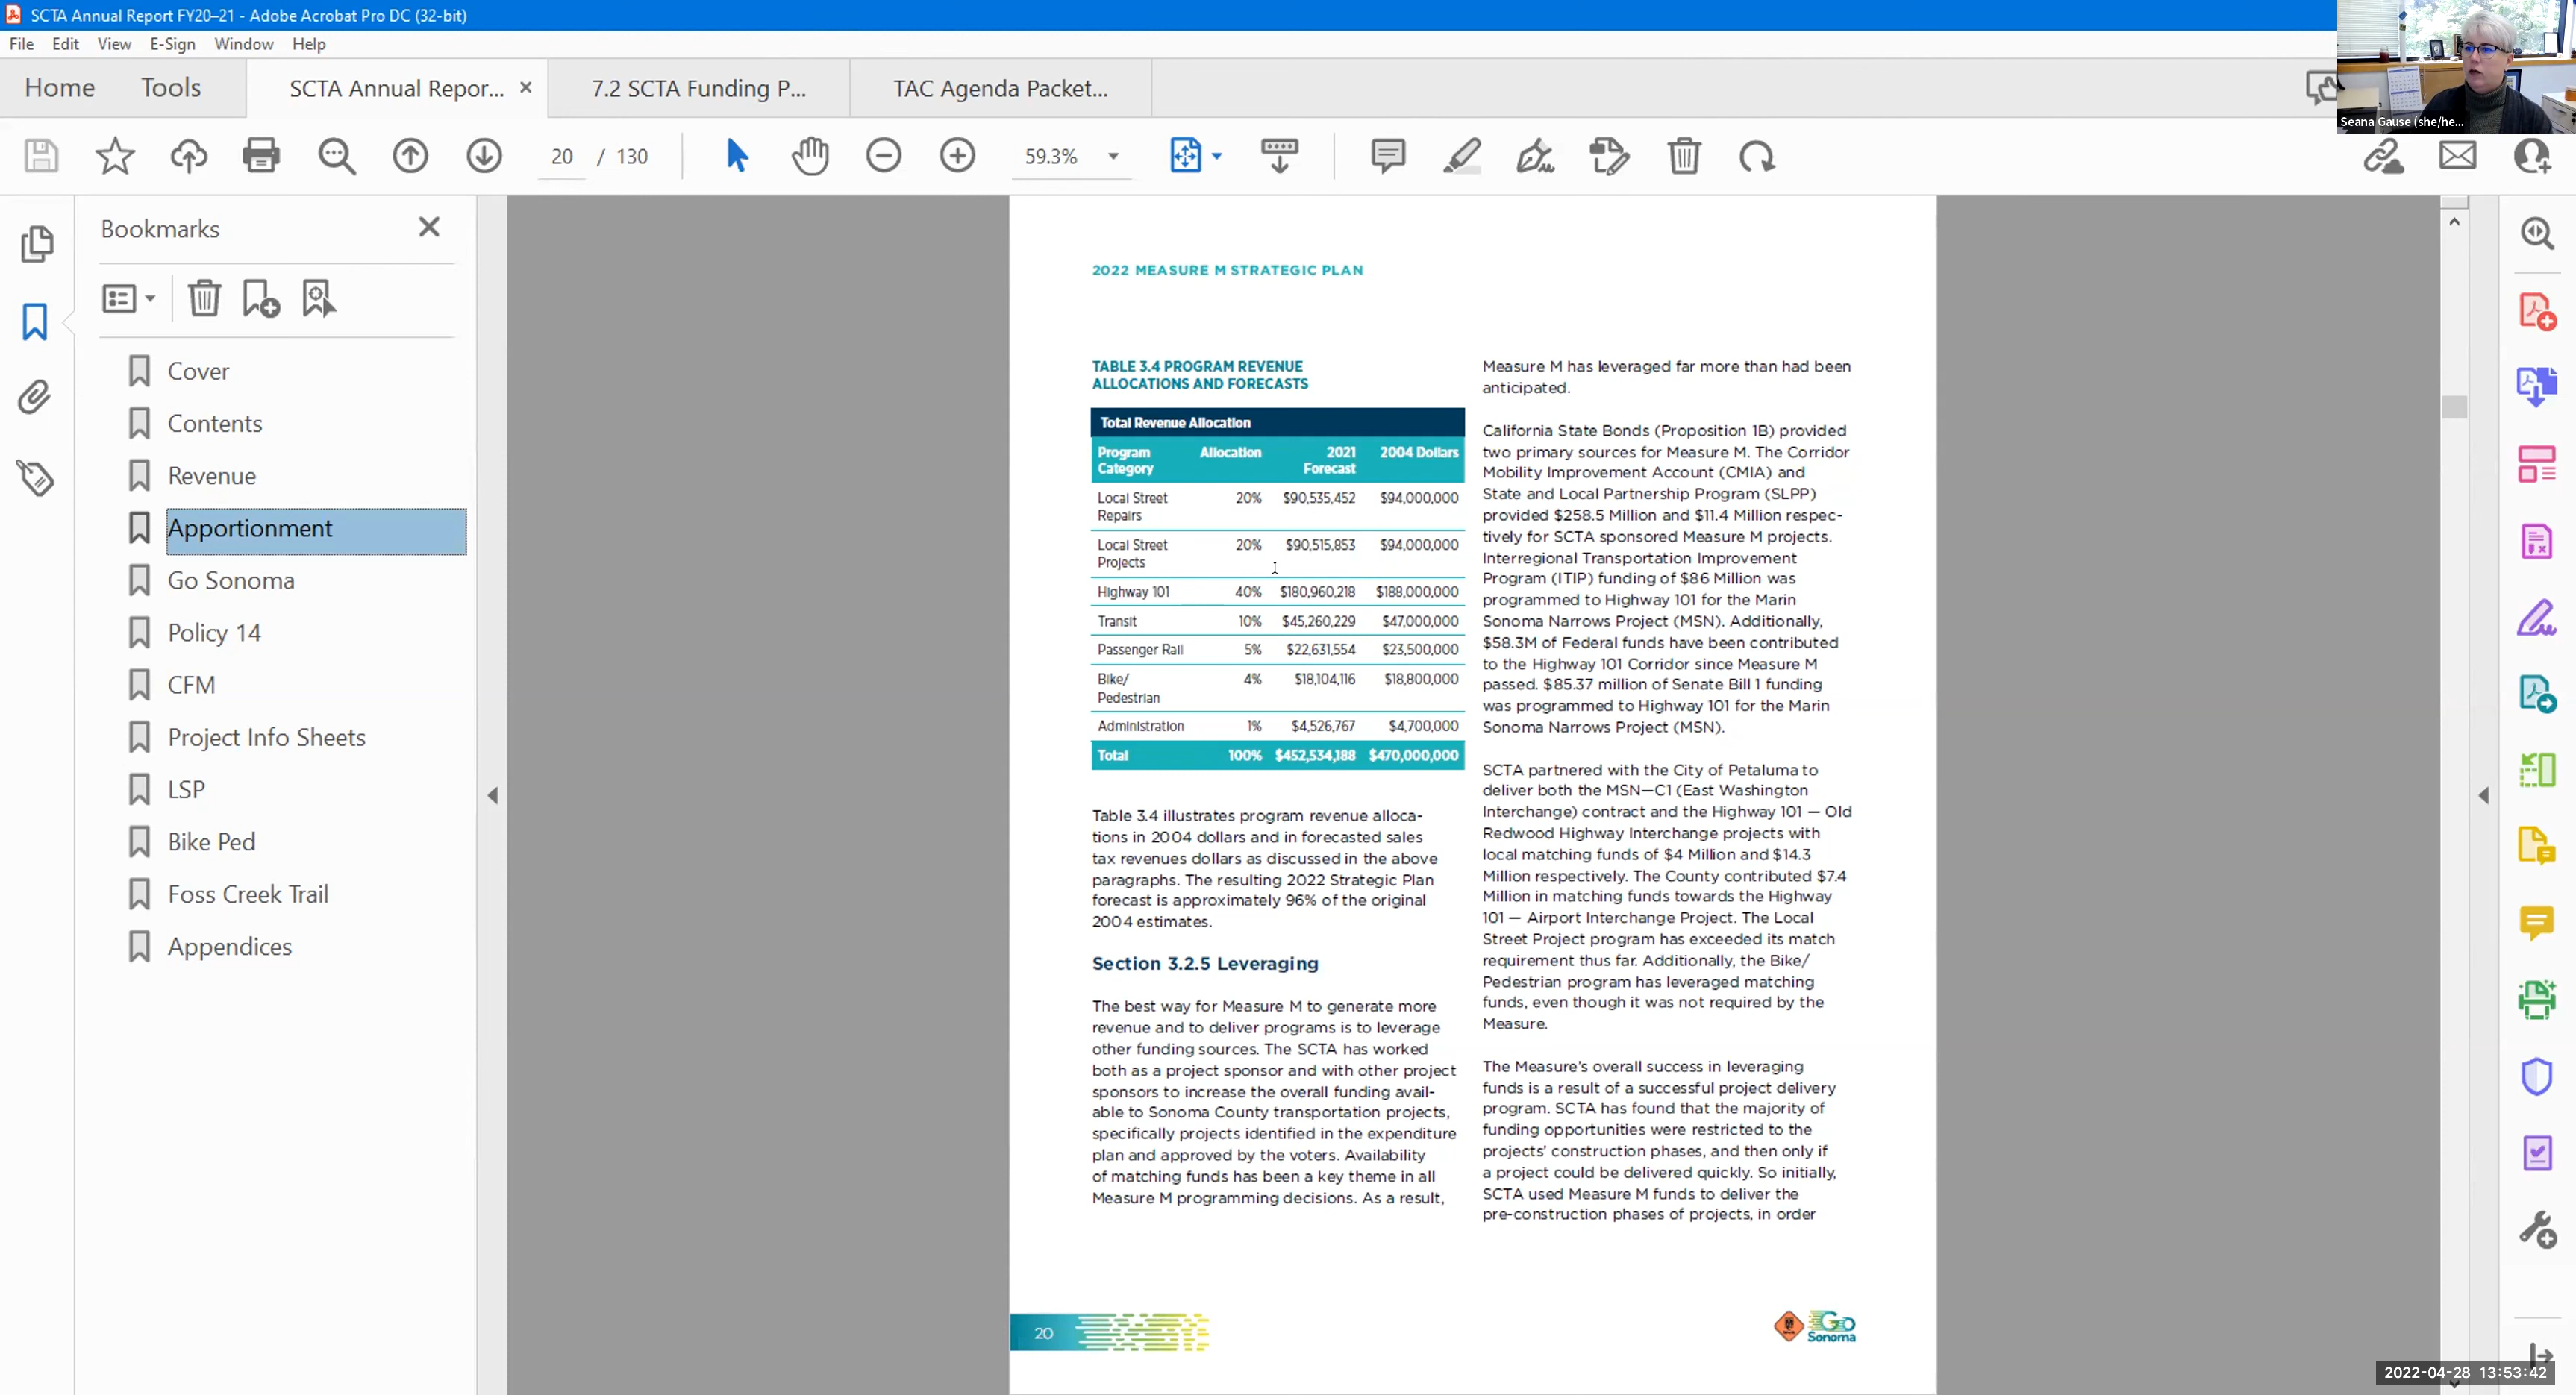 SCTA Annual Report FY20–21 - Adobe Acrobat Pro DC (32-bit)
File Edit View E-Sign Window Help
Home Tools SCTA Annual Repor... × 7.2 SCTA Funding P... TAC Agenda Packet...
Seana Gause (she/he...
20 / 130 59.3%
Bookmarks
Cover
Contents
Revenue
Apportionment
Go Sonoma
Policy 14
CFM
Project Info Sheets
LSP
Bike Ped
Foss Creek Trail
Appendices
2022 MEASURE M STRATEGIC PLAN
TABLE 3.4 PROGRAM REVENUE
ALLOCATIONS AND FORECASTS
Total Revenue Allocation
Program Category Allocation 2021 Forecast 2004 Dollars
Local Street Repairs 20% $90,535,452 $94,000,000
Local Street Projects 20% $90,515,853 $94,000,000
Highway 101 40% $180,960,218 $188,000,000
Transit 10% $45,260,229 $47,000,000
Passenger Rail 5% $22,631,554 $23,500,000
Bike/ Pedestrian 4% $18,104,116 $18,800,000
Administration 1% $4,526,767 $4,700,000
Total 100% $452,534,188 $470,000,000
Table 3.4 illustrates program revenue alloca-
tions in 2004 dollars and in forecasted sales
tax revenues dollars as discussed in the above
paragraphs. The resulting 2022 Strategic Plan
forecast is approximately 96% of the original
2004 estimates.
Section 3.2.5 Leveraging
The best way for Measure M to generate more
revenue and to deliver programs is to leverage
other funding sources. The SCTA has worked
both as a project sponsor and with other project
sponsors to increase the overall funding avail-
able to Sonoma County transportation projects,
specifically projects identified in the expenditure
plan and approved by the voters. Availability
of matching funds has been a key theme in all
Measure M programming decisions. As a result,
Measure M has leveraged far more than had been
anticipated.
California State Bonds (Proposition 1B) provided
two primary sources for Measure M. The Corridor
Mobility Improvement Account (CMIA) and
State and Local Partnership Program (SLPP)
provided $258.5 Million and $11.4 Million respec-
tively for SCTA sponsored Measure M projects.
Interregional Transportation Improvement
Program (ITIP) funding of $86 Million was
programmed to Highway 101 for the Marin
Sonoma Narrows Project (MSN). Additionally,
$58.3M of Federal funds have been contributed
to the Highway 101 Corridor since Measure M
passed. $85.37 million of Senate Bill 1 funding
was programmed to Highway 101 for the Marin
Sonoma Narrows Project (MSN).
SCTA partnered with the City of Petaluma to
deliver both the MSN—C1 (East Washington
Interchange) contract and the Highway 101 — Old
Redwood Highway Interchange projects with
local matching funds of $4 Million and $14.3
Million respectively. The County contributed $7.4
Million in matching funds towards the Highway
101 — Airport Interchange Project. The Local
Street Project program has exceeded its match
requirement thus far. Additionally, the Bike/
Pedestrian program has leveraged matching
funds, even though it was not required by the
Measure.
The Measure's overall success in leveraging
funds is a result of a successful project delivery
program. SCTA has found that the majority of
funding opportunities were restricted to the
projects' construction phases, and then only if
a project could be delivered quickly. So initially,
SCTA used Measure M funds to deliver the
pre-construction phases of projects, in order
20
Go Sonoma
2022-04-28 13:53:42